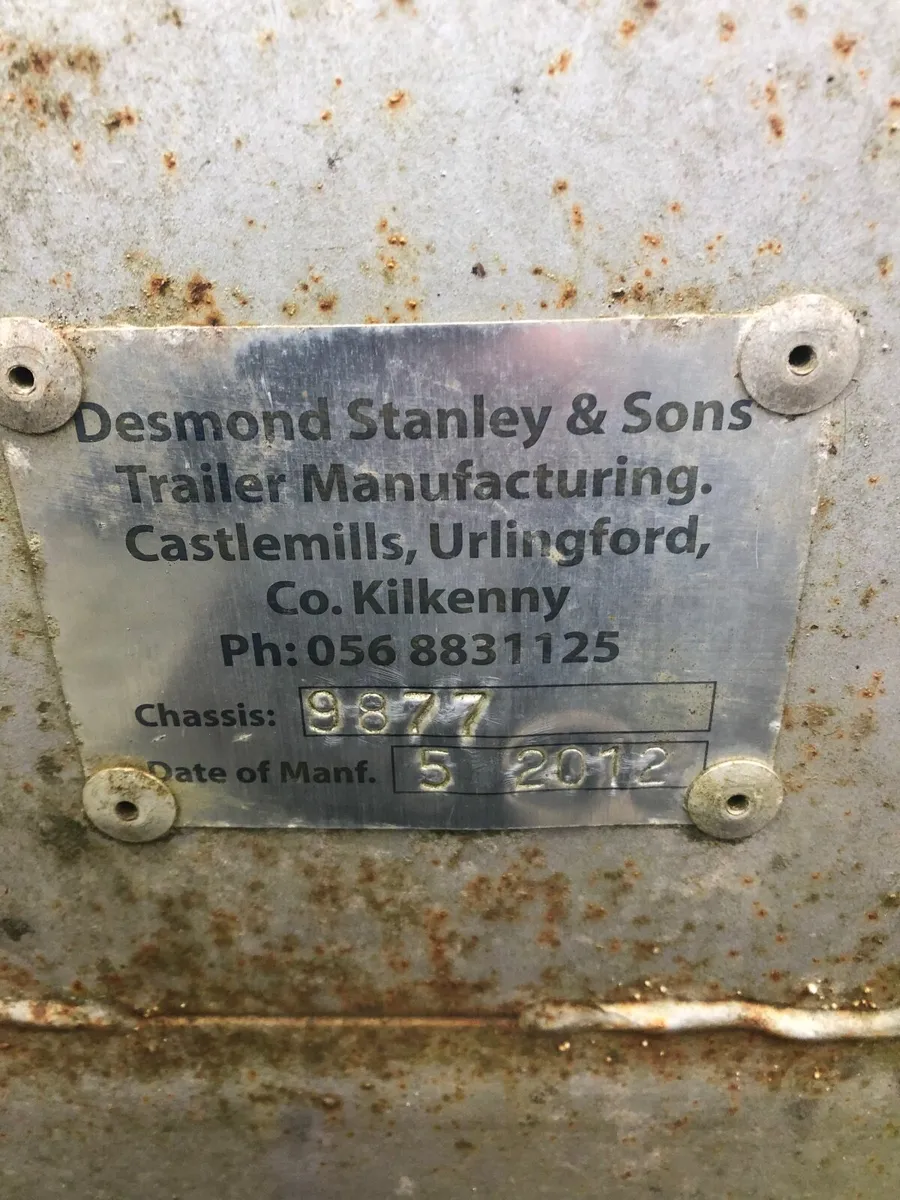 Desmond Stanley & Sons
Trailer Manufacturing.
Castlemills, Urlingford,
Co. Kilkenny
Ph: 056 8831125
Chassis: 9877
Date of Manf. 5 2012